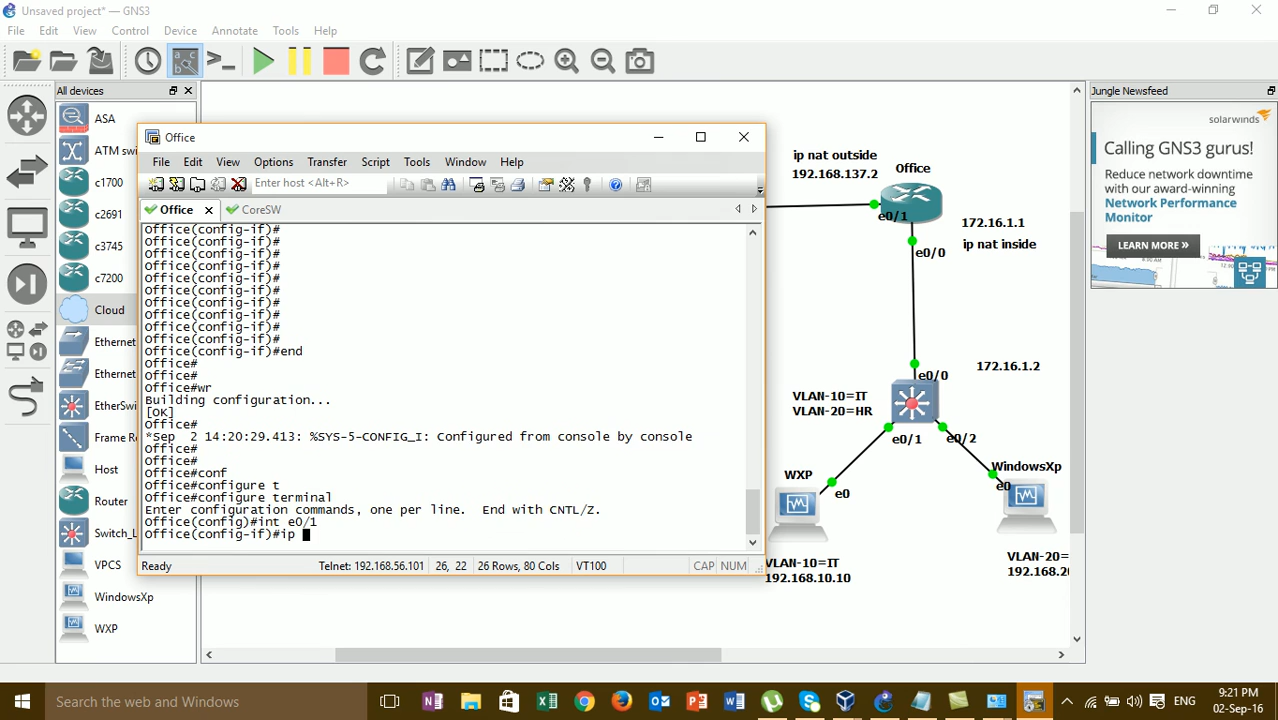 Unsaved project* — GNS3
File Edit View Control Device Annotate Tools Help
All devices
ASA
ATM swi
c1700
c2691
c3745
c7200
Cloud
Ethernet
Ethernet
EtherSwi
Frame Re
Host
Router
Switch_L
VPCS
WindowsXp
WXP
Office
File Edit View Options Transfer Script Tools Window Help
Enter host <Alt+R>
Office CoreSW
Office(config-if)#
Office(config-if)#
Office(config-if)#
Office(config-if)#
Office(config-if)#
Office(config-if)#
Office(config-if)#
Office(config-if)#
Office(config-if)#
Office(config-if)#
Office(config-if)#end
Office#
Office#
Office#wr
Building configuration...
[OK]
Office#
*Sep  2 14:20:29.413: %SYS-5-CONFIG_I: Configured from console by console
Office#
Office#
Office#conf
Office#configure t
Office#configure terminal
Enter configuration commands, one per line.  End with CNTL/Z.
Office(config)#int e0/1
Office(config-if)#ip
Ready Telnet: 192.168.56.101 26, 22 26 Rows, 80 Cols VT100 CAP NUM
ip nat outside
192.168.137.2
Office
e0/1
172.16.1.1
ip nat inside
e0/0
172.16.1.2
e0/0
VLAN-10=IT
VLAN-20=HR
e0/1
e0/2
WXP
e0
WindowsXp
e0
VLAN-10=IT
192.168.10.10
VLAN-20=
192.168.20
Jungle Newsfeed
solarwinds
Calling GNS3 gurus!
Reduce network downtime
with our award-winning
Network Performance
Monitor
LEARN MORE »
Search the web and Windows
ENG
9:21 PM
02-Sep-16